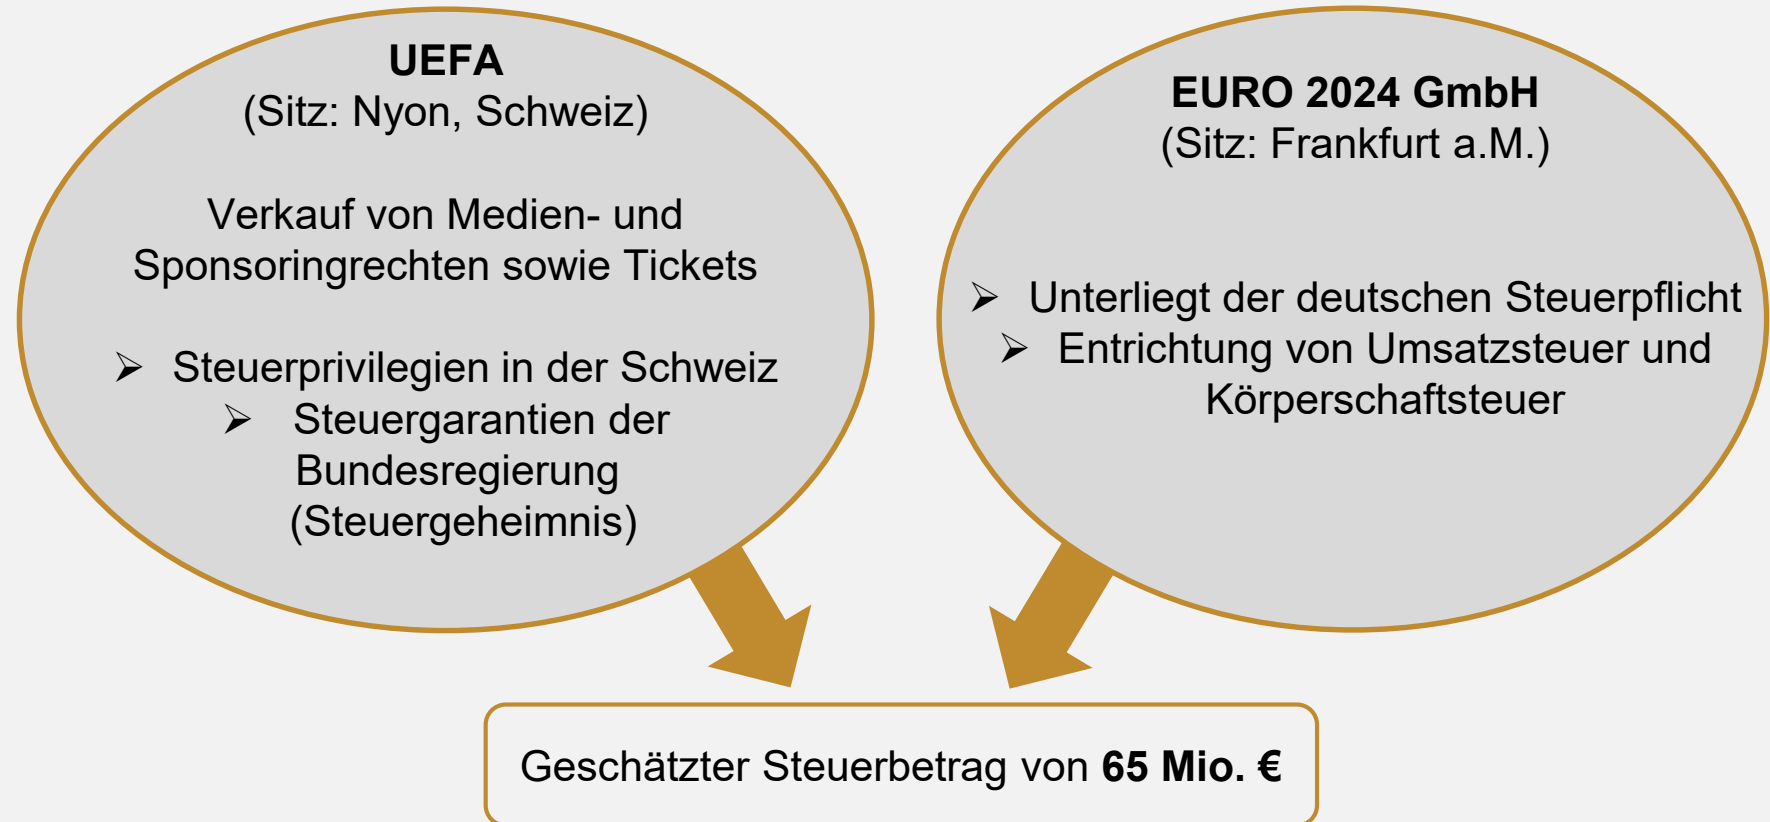 UEFA
(Sitz: Nyon, Schweiz)
Verkauf von Medien- und
Sponsoringrechten sowie Tickets
➢ Steuerprivilegien in der Schweiz
➢ Steuergarantien der
Bundesregierung
(Steuergeheimnis)
EURO 2024 GmbH
(Sitz: Frankfurt a.M.)
➢ Unterliegt der deutschen Steuerpflicht
➢ Entrichtung von Umsatzsteuer und
Körperschaftsteuer
Geschätzter Steuerbetrag von 65 Mio. €